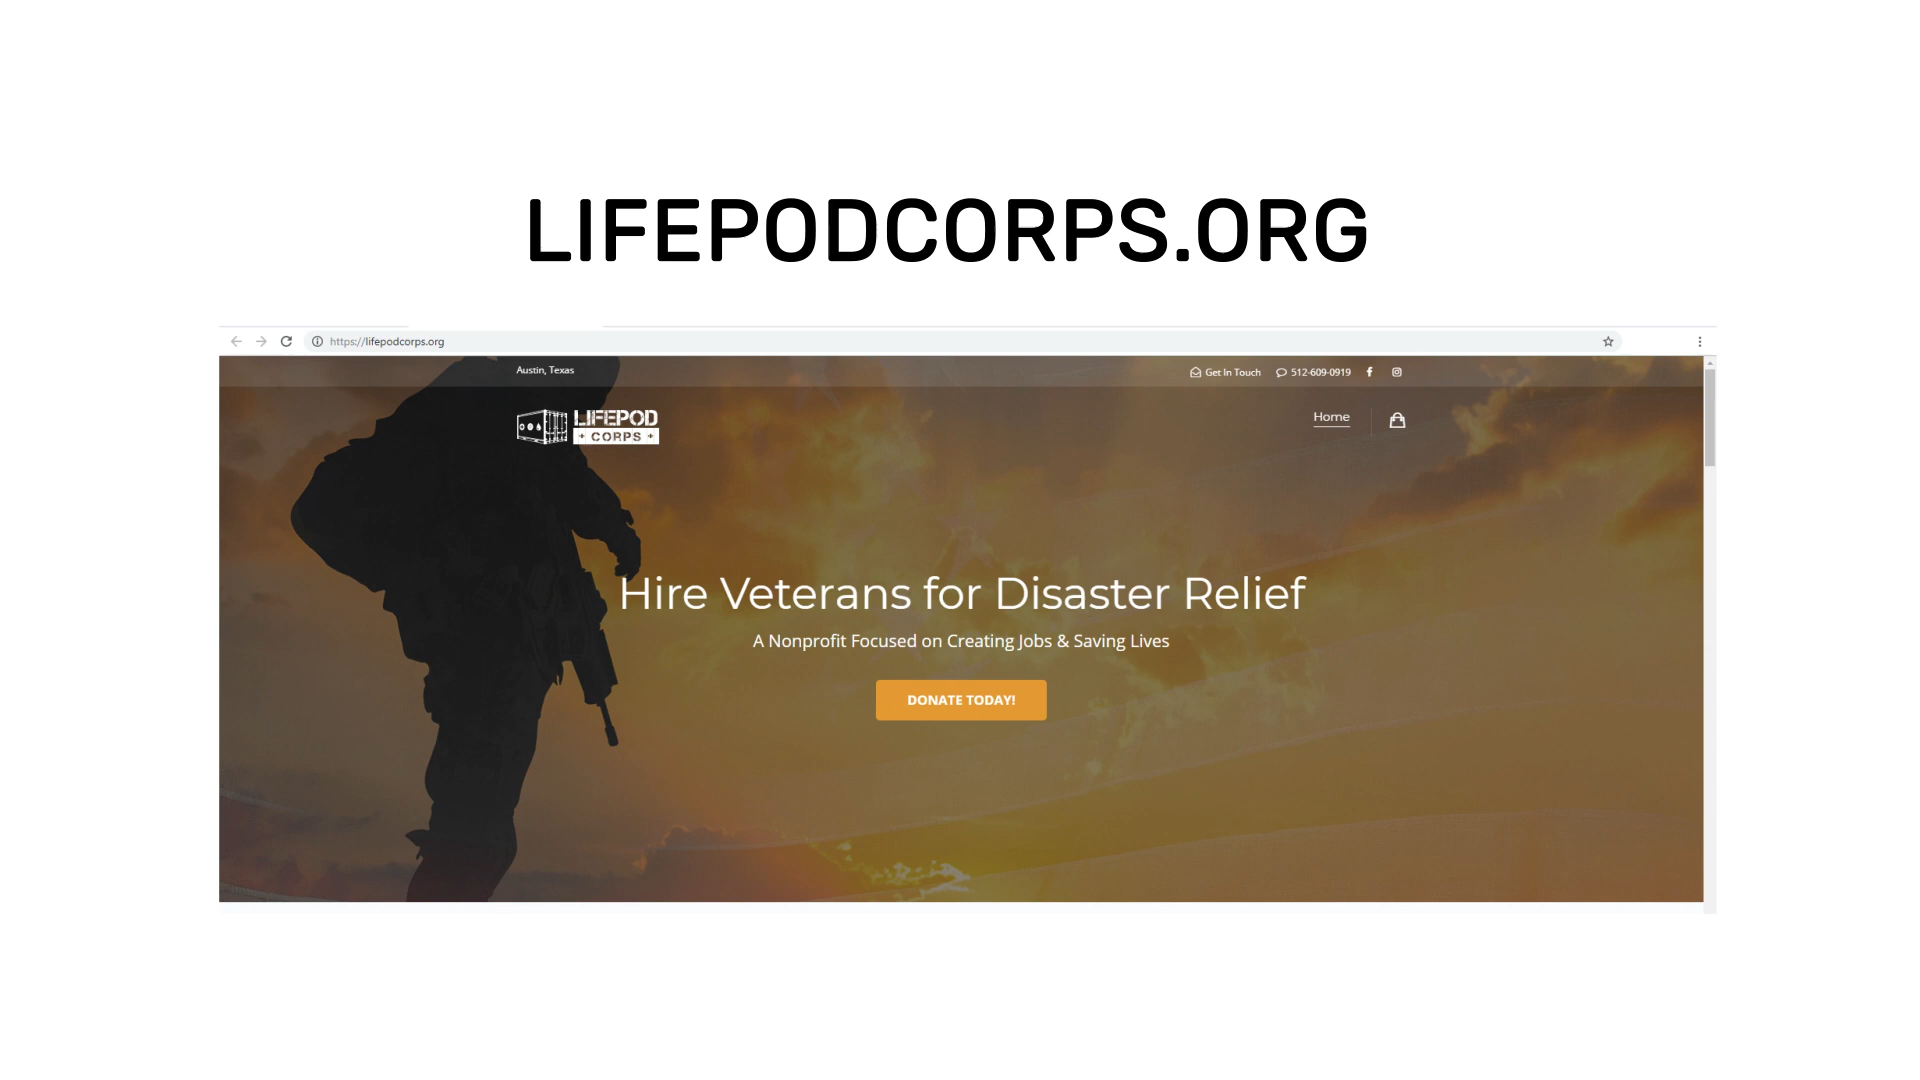 LIFEPODCORPS.ORG
https://lifepodcorps.org
Austin, Texas
Get In Touch
512-609-0919
LIFEPOD
CORPS
Home
Hire Veterans for Disaster Relief
A Nonprofit Focused on Creating Jobs & Saving Lives
DONATE TODAY!